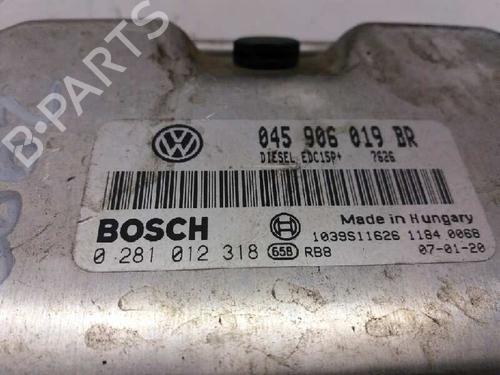 045 906 019 BR
DIESEL EDC15P+ 7626
BOSCH
Made in Hungary
1039S11626 1184 0068
0 281 012 318 658 RB8
07-01-20